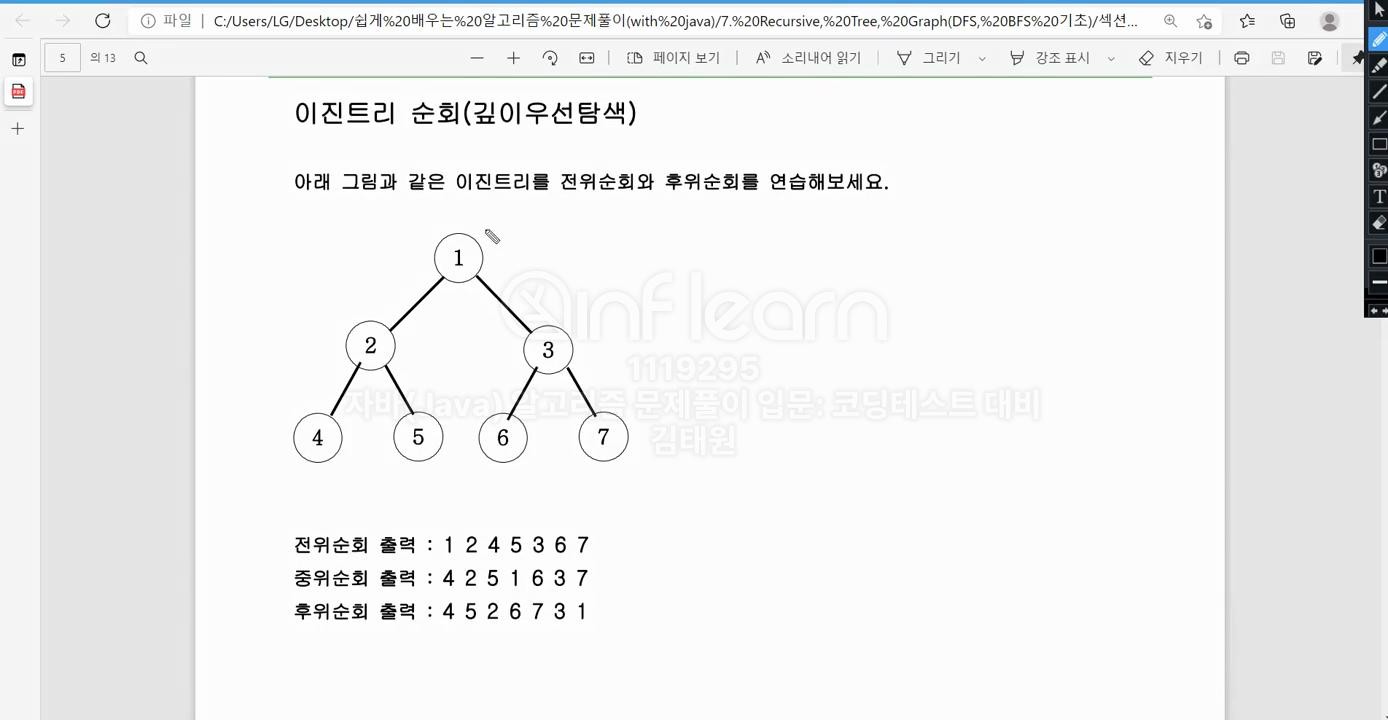 파일
C:/Users/LG/Desktop/쉽게%20배우는%20알고리즘%20문제풀이(with%20java)/7.%20Recursive,%20Tree,%20Graph(DFS,%20BFS%20기초)/섹션...
5 의 13
페이지 보기
소리내어 읽기
그리기
강조 표시
지우기
이진트리 순회(깊이우선탐색)
아래 그림과 같은 이진트리를 전위순회와 후위순회를 연습해보세요.
1
2 3
4 5 6 7
inflearn
1119295
자바(Java) 알고리즘 문제풀이 입문: 코딩테스트 대비
김태원
전위순회 출력 : 1 2 4 5 3 6 7
중위순회 출력 : 4 2 5 1 6 3 7
후위순회 출력 : 4 5 2 6 7 3 1